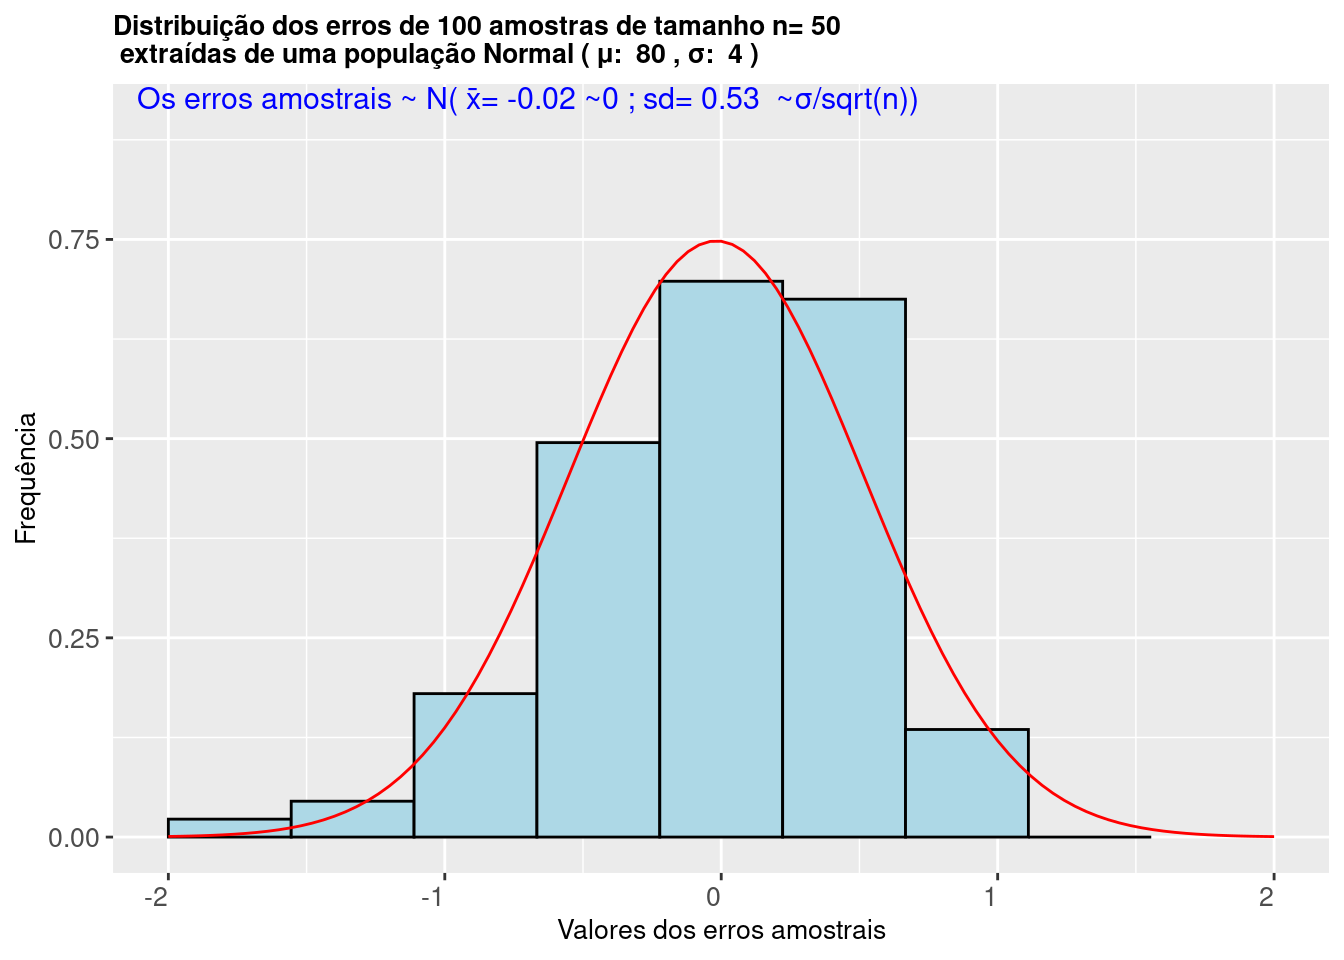 Distribuição dos erros de 100 amostras de tamanho n= 50
extraídas de uma população Normal ( μ:  80 , σ:  4 )
Os erros amostrais ~ N( x̄= -0.02 ~0 ; sd= 0.53  ~σ/sqrt(n))
0.75
0.50
0.25
0.00
Frequência
-2
-1
0
1
2
Valores dos erros amostrais